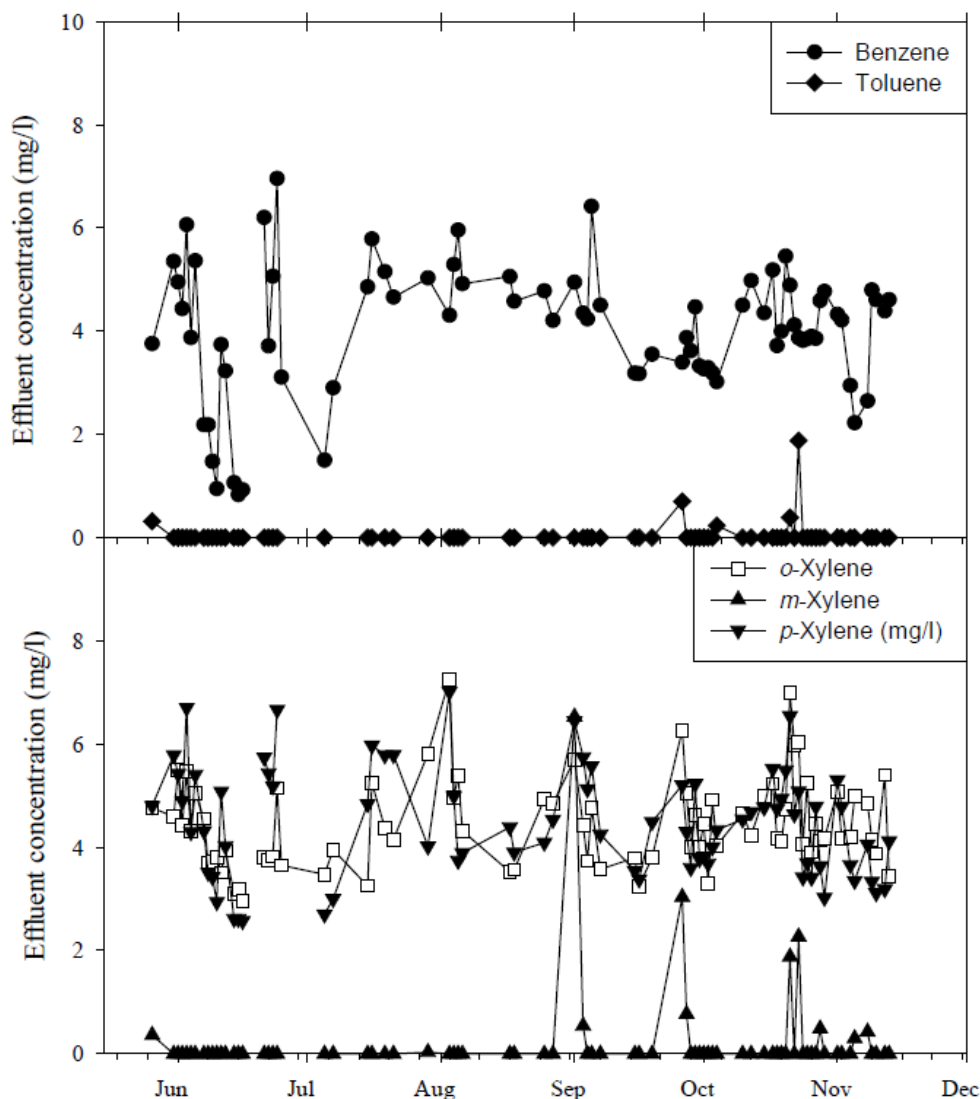 10
8
6
4
2
0
Effluent concentration (mg/l)
Benzene
Toluene
8
6
4
2
0
Effluent concentration (mg/l)
o-Xylene
m-Xylene
p-Xylene (mg/l)
Jun Jul Aug Sep Oct Nov Dec